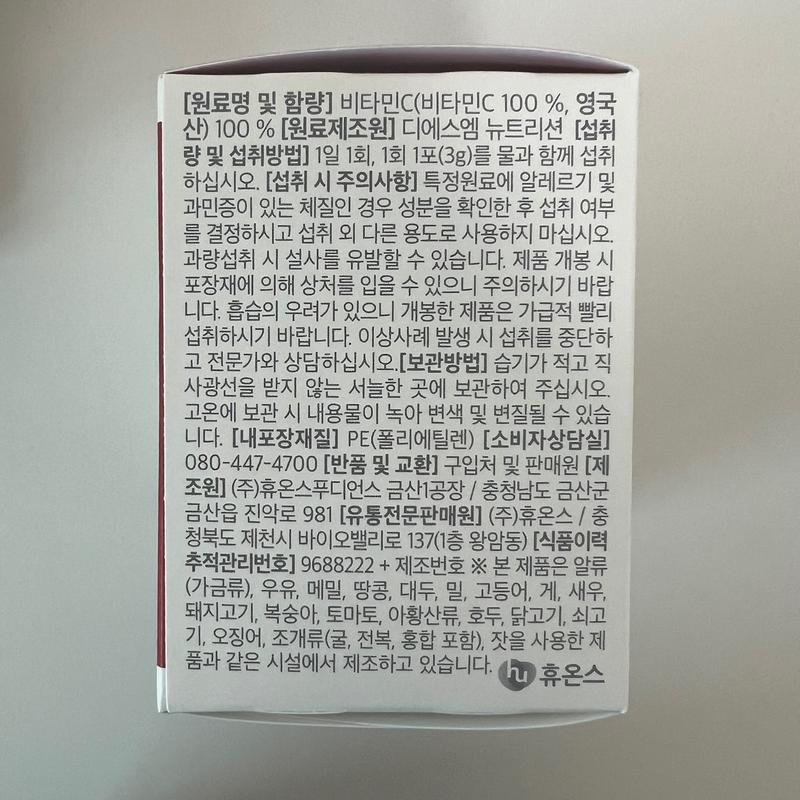 [원료명 및 함량] 비타민C(비타민C 100 %, 영국
산) 100 % [원료제조원] 디에스엠 뉴트리션 [섭취
량 및 섭취방법] 1일 1회, 1회 1포(3g)를 물과 함께 섭취
하십시오. [섭취 시 주의사항] 특정원료에 알레르기 및
과민증이 있는 체질인 경우 성분을 확인한 후 섭취 여부
를 결정하시고 섭취 외 다른 용도로 사용하지 마십시오.
과량섭취 시 설사를 유발할 수 있습니다. 제품 개봉 시
포장재에 의해 상처를 입을 수 있으니 주의하시기 바랍
니다. 흡습의 우려가 있으니 개봉한 제품은 가급적 빨리
섭취하시기 바랍니다. 이상사례 발생 시 섭취를 중단하
고 전문가와 상담하십시오.[보관방법] 습기가 적고 직
사광선을 받지 않는 서늘한 곳에 보관하여 주십시오.
고온에 보관 시 내용물이 녹아 변색 및 변질될 수 있습
니다. [내포장재질] PE(폴리에틸렌) [소비자상담실]
080-447-4700 [반품 및 교환] 구입처 및 판매원 [제
조원] (주)휴온스푸디언스 금산1공장 / 충청남도 금산군
금산읍 진악로 981 [유통전문판매원] (주)휴온스 / 충
청북도 제천시 바이오밸리로 137(1층 왕암동) [식품이력
추적관리번호] 9688222 + 제조번호 ※ 본 제품은 알류
(가금류), 우유, 메밀, 땅콩, 대두, 밀, 고등어, 게, 새우,
돼지고기, 복숭아, 토마토, 아황산류, 호두, 닭고기, 쇠고
기, 오징어, 조개류(굴, 전복, 홍합 포함), 잣을 사용한 제
품과 같은 시설에서 제조하고 있습니다. hu 휴온스